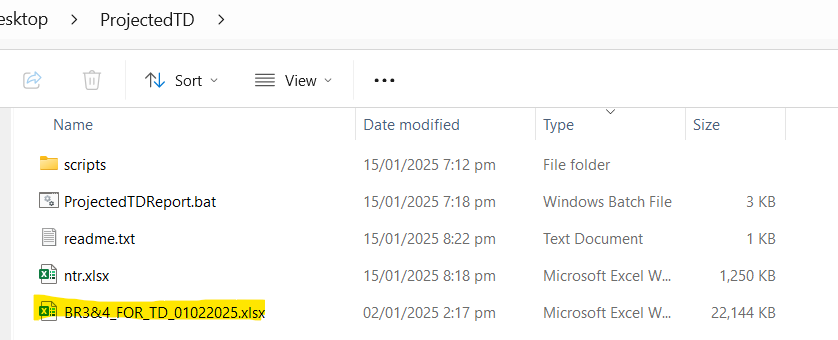 esktop > ProjectedTD >
Sort View ...
Name Date modified Type Size
scripts 15/01/2025 7:12 pm File folder
ProjectedTDReport.bat 15/01/2025 7:18 pm Windows Batch File 3 KB
readme.txt 15/01/2025 8:22 pm Text Document 1 KB
ntr.xlsx 15/01/2025 8:18 pm Microsoft Excel W... 1,250 KB
BR3&4_FOR_TD_01022025.xlsx 02/01/2025 2:17 pm Microsoft Excel W... 22,144 KB